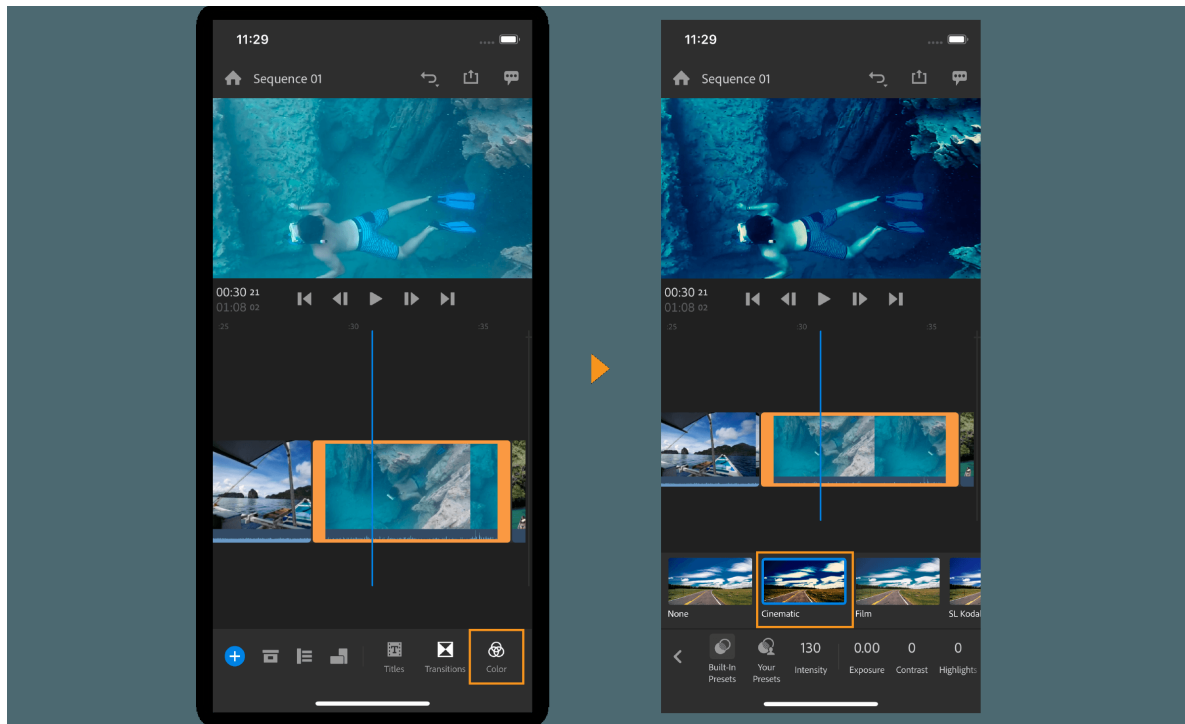 11:29
Sequence 01
00:30 21
01:08 02
:25 :30 :35
Titles Transitions Color
11:29
Sequence 01
00:30 21
01:08 02
:25 :30 :35
None Cinematic Film SL Kodak
Built-In Presets
Your Presets
130 Intensity
0.00 Exposure
0 Contrast
0 Highlights